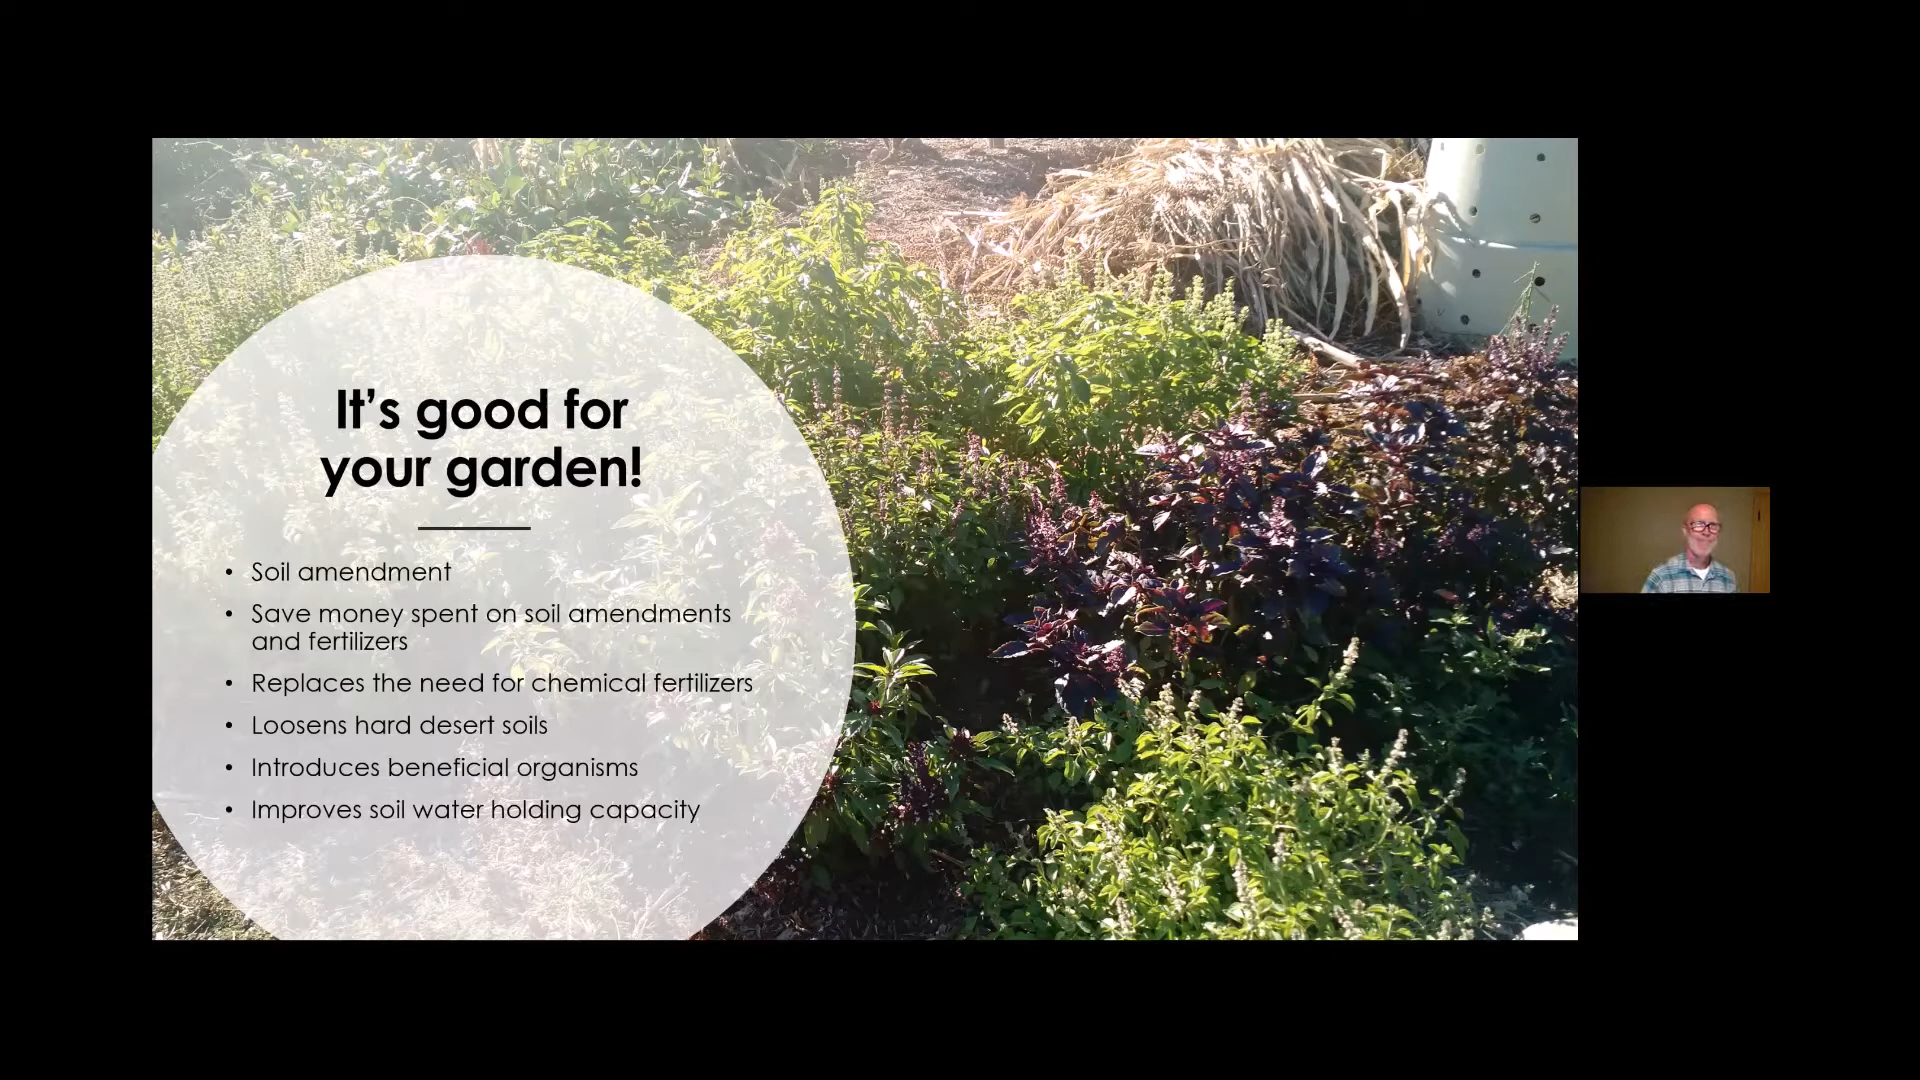 It’s good for
your garden!
• Soil amendment
• Save money spent on soil amendments
and fertilizers
• Replaces the need for chemical fertilizers
• Loosens hard desert soils
• Introduces beneficial organisms
• Improves soil water holding capacity